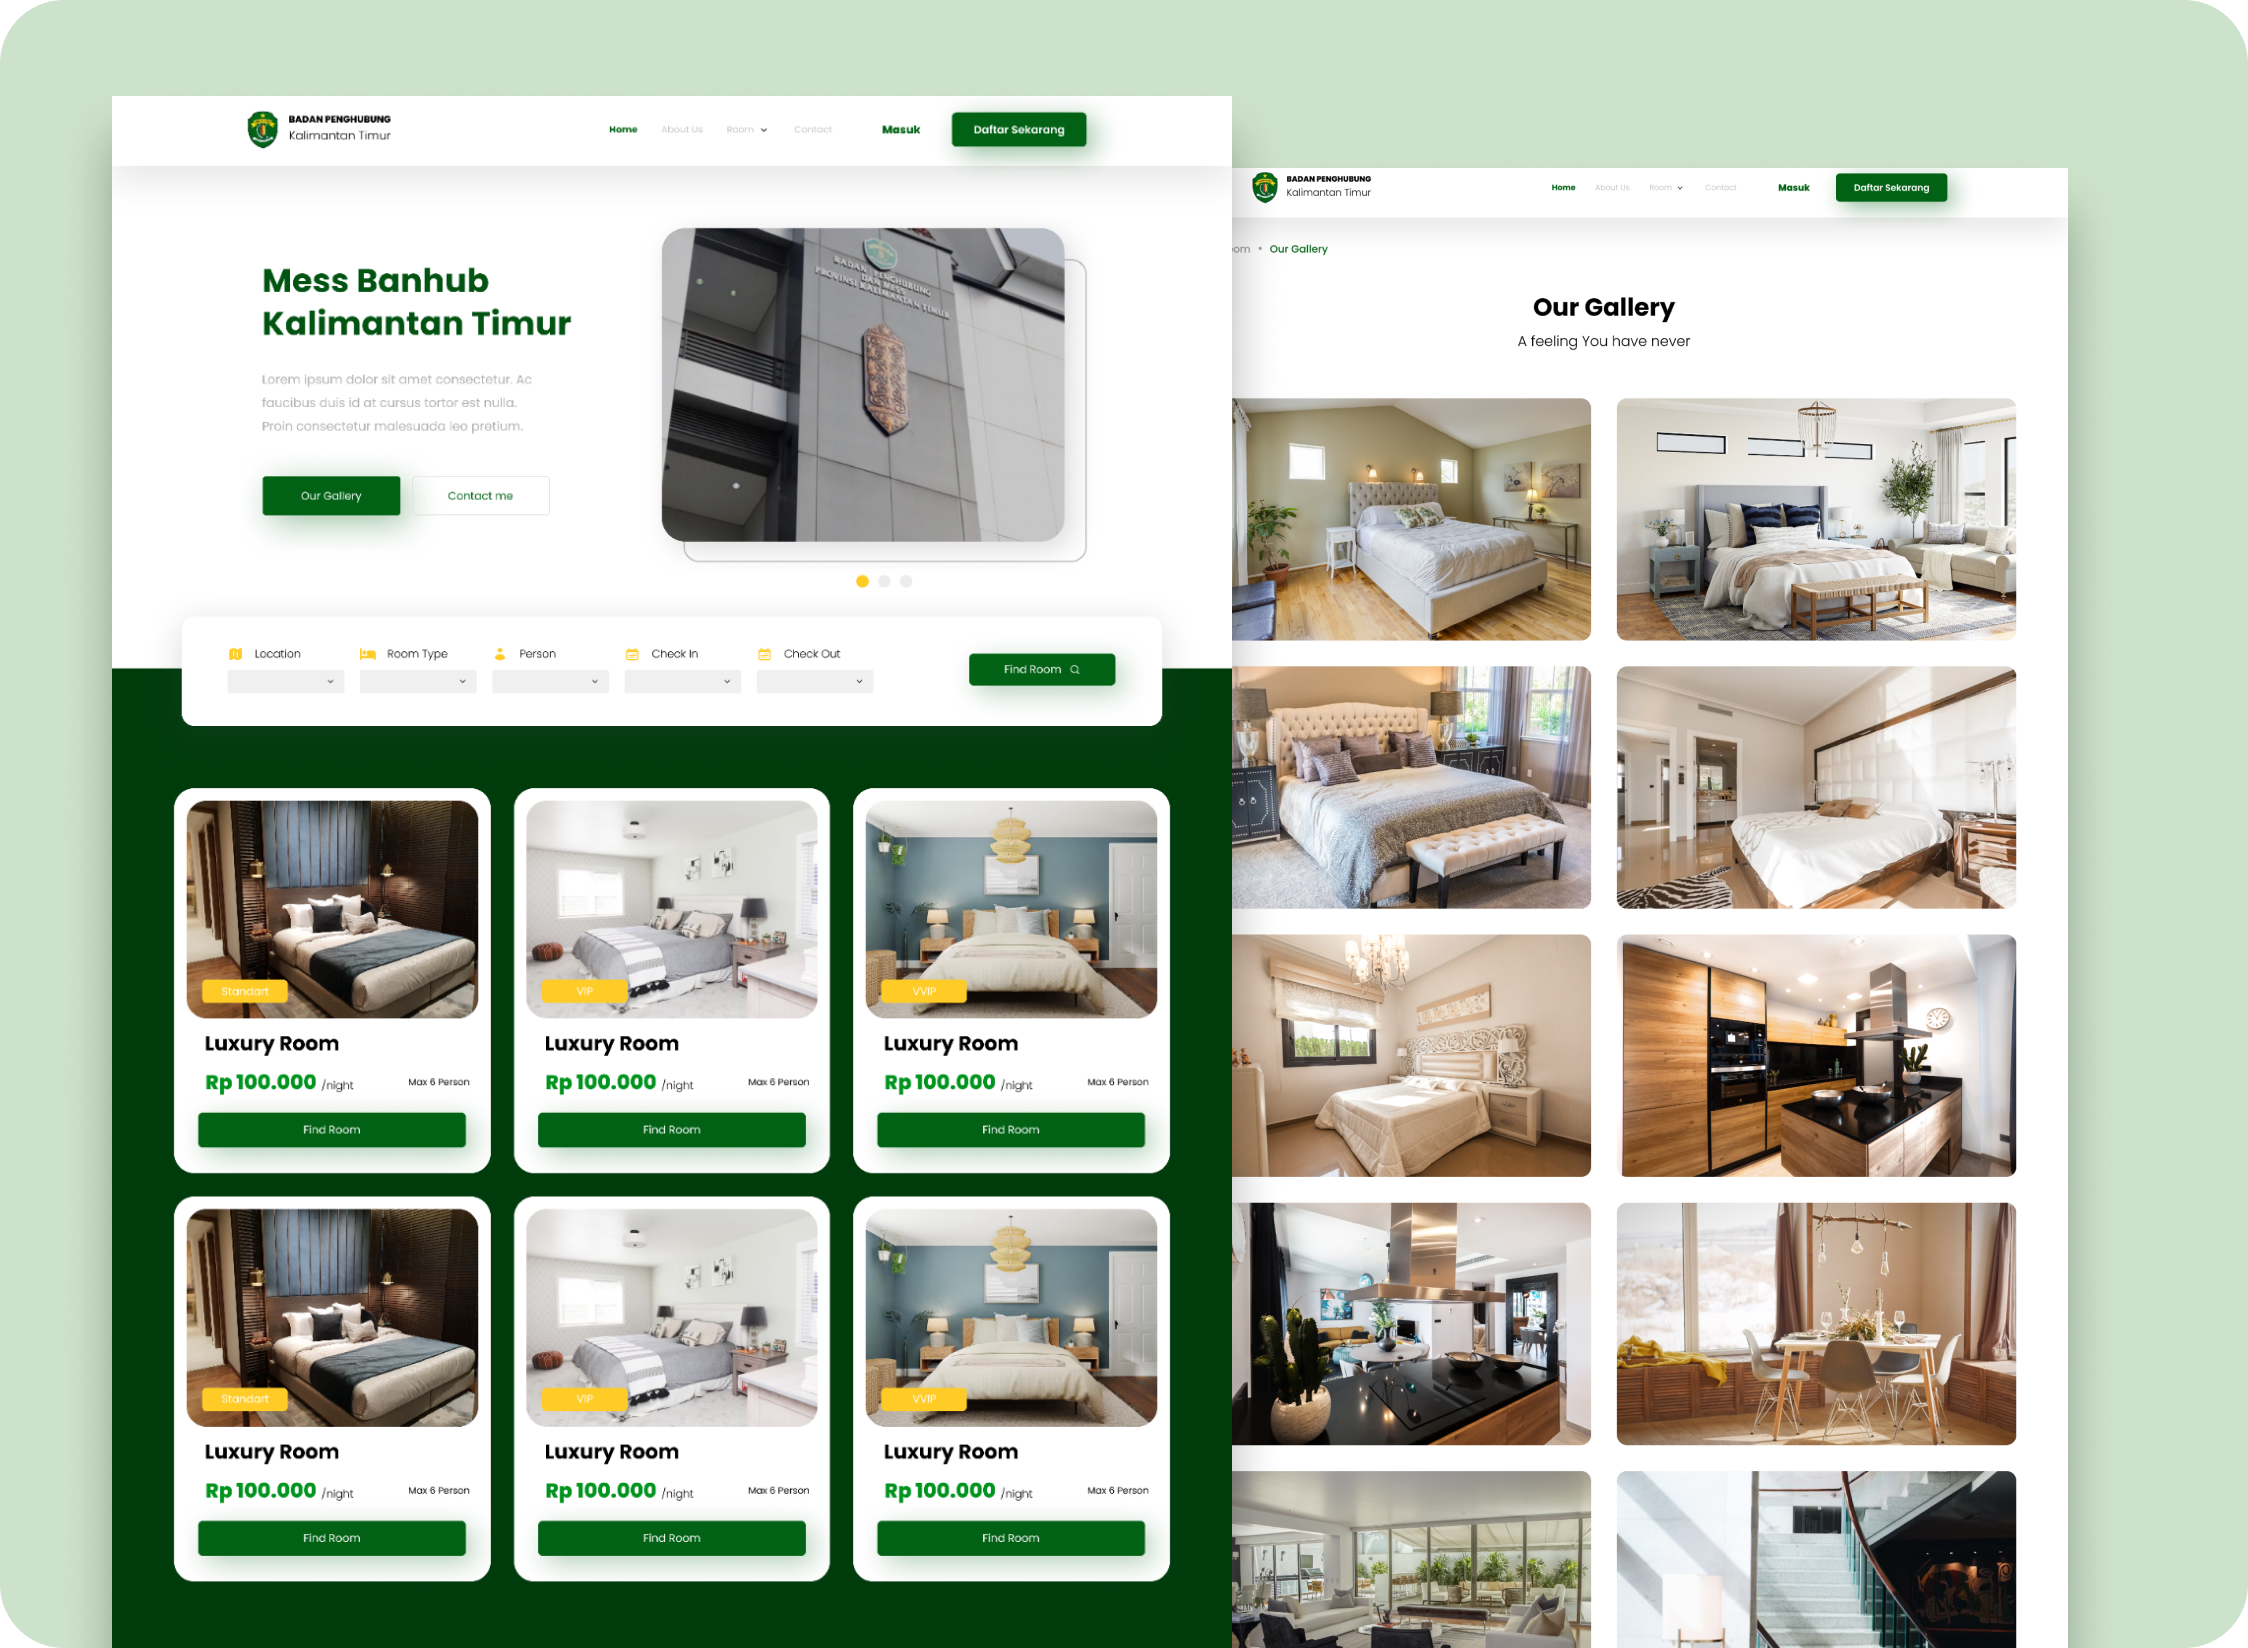 BADAN PENGHUBUNG
Kalimantan Timur
Home
About Us
Room
Contact
Masuk
Daftar Sekarang
Mess Banhub
Kalimantan Timur
Lorem ipsum dolor sit amet consectetur. Ac
faucibus duis id at cursus tortor est nulla.
Proin consectetur malesuada leo pretium.
Our Gallery
Contact me
BADAN PENGHUBUNG
DAN MESS
PROVINSI KALIMANTAN TIMUR
Location
Room Type
Person
Check In
Check Out
Find Room
Standart
Luxury Room
Rp 100.000 /night
Max 6 Person
Find Room
VIP
Luxury Room
Rp 100.000 /night
Max 6 Person
Find Room
VVIP
Luxury Room
Rp 100.000 /night
Max 6 Person
Find Room
Standart
Luxury Room
Rp 100.000 /night
Max 6 Person
Find Room
VIP
Luxury Room
Rp 100.000 /night
Max 6 Person
Find Room
VVIP
Luxury Room
Rp 100.000 /night
Max 6 Person
Find Room
BADAN PENGHUBUNG
Kalimantan Timur
Home
About Us
Room
Contact
Masuk
Daftar Sekarang
oom • Our Gallery
Our Gallery
A feeling You have never